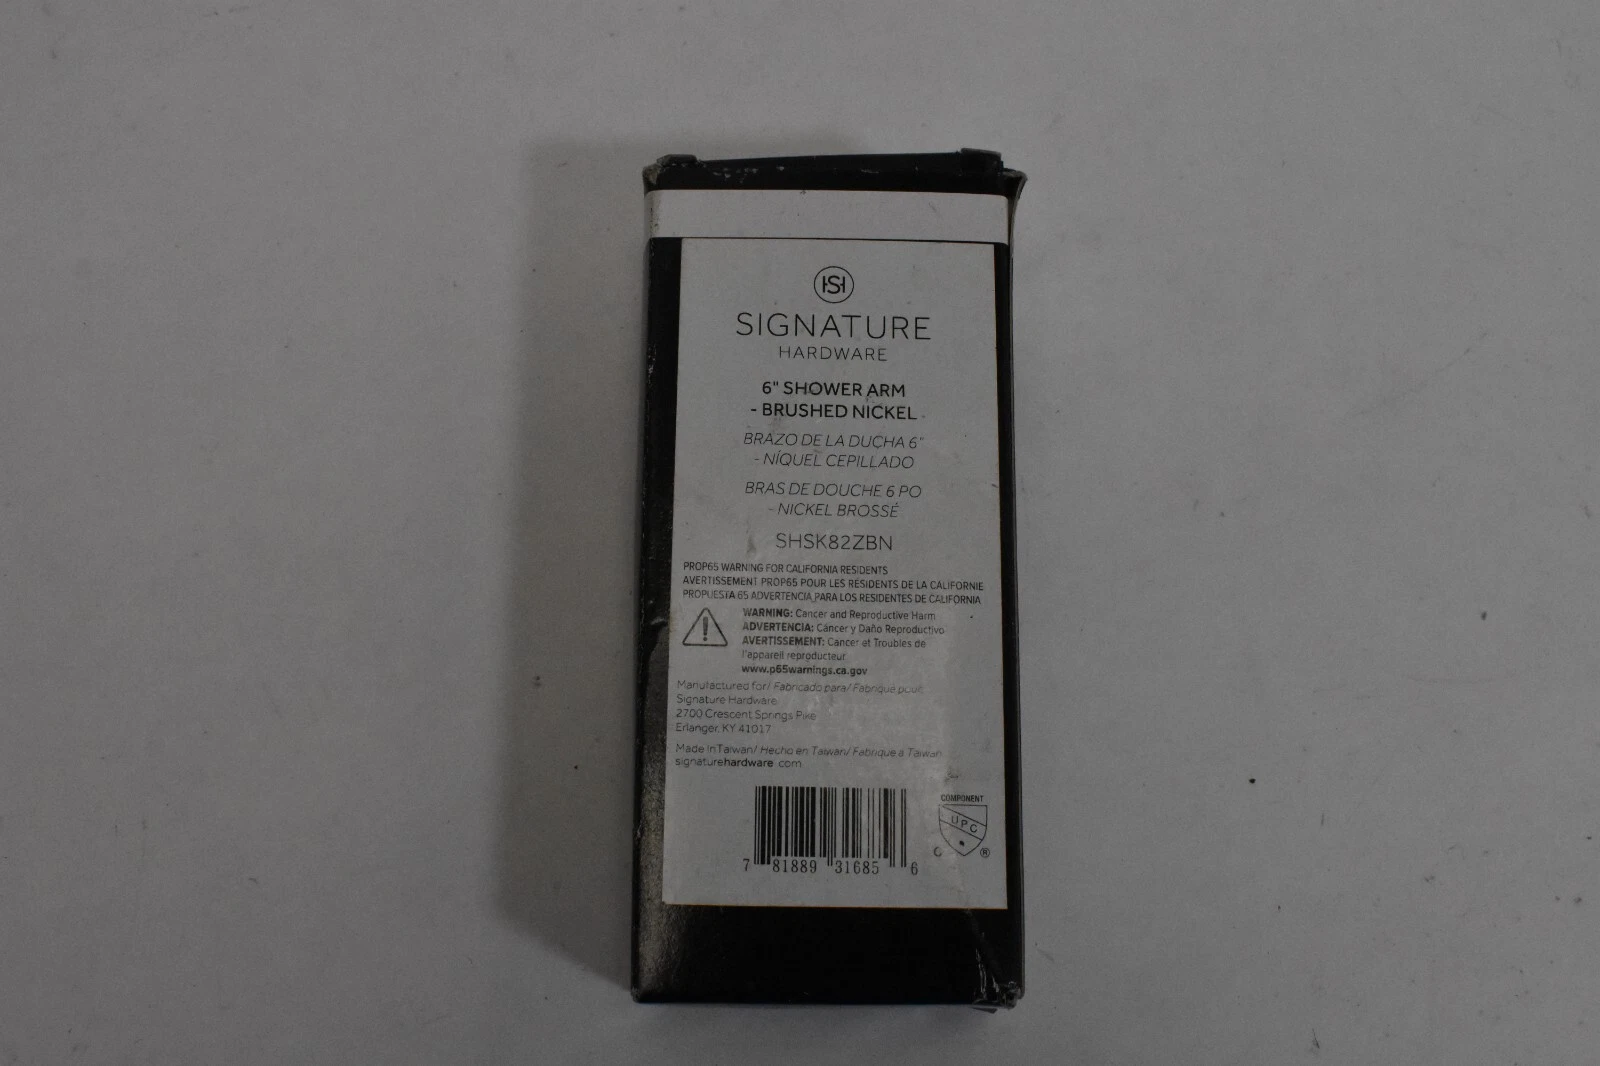 SH
SIGNATURE
HARDWARE
6" SHOWER ARM
- BRUSHED NICKEL
BRAZO DE LA DUCHA 6"
- NÍQUEL CEPILLADO
BRAS DE DOUCHE 6 PO
- NICKEL BROSSÉ
SHSK82ZBN
PROP65 WARNING FOR CALIFORNIA RESIDENTS
AVERTISSEMENT PROP65 POUR LES RÉSIDENTS DE LA CALIFORNIE
PROPUESTA 65 ADVERTENCIA PARA LOS RESIDENTES DE CALIFORNIA
WARNING: Cancer and Reproductive Harm
ADVERTENCIA: Cáncer y Daño Reproductivo
AVERTISSEMENT: Cancer et Troubles de
l'appareil reproducteur
www.p65warnings.ca.gov
Manufactured for/ Fabricado para/ Fabriqué pour:
Signature Hardware
2700 Crescent Springs Pike
Erlanger, KY 41017
Made In Taiwan/ Hecho en Taiwan/ Fabriqué à Taiwan
signaturehardware.com
COMPONENT
UPC
C ®
7 81889 31685 6